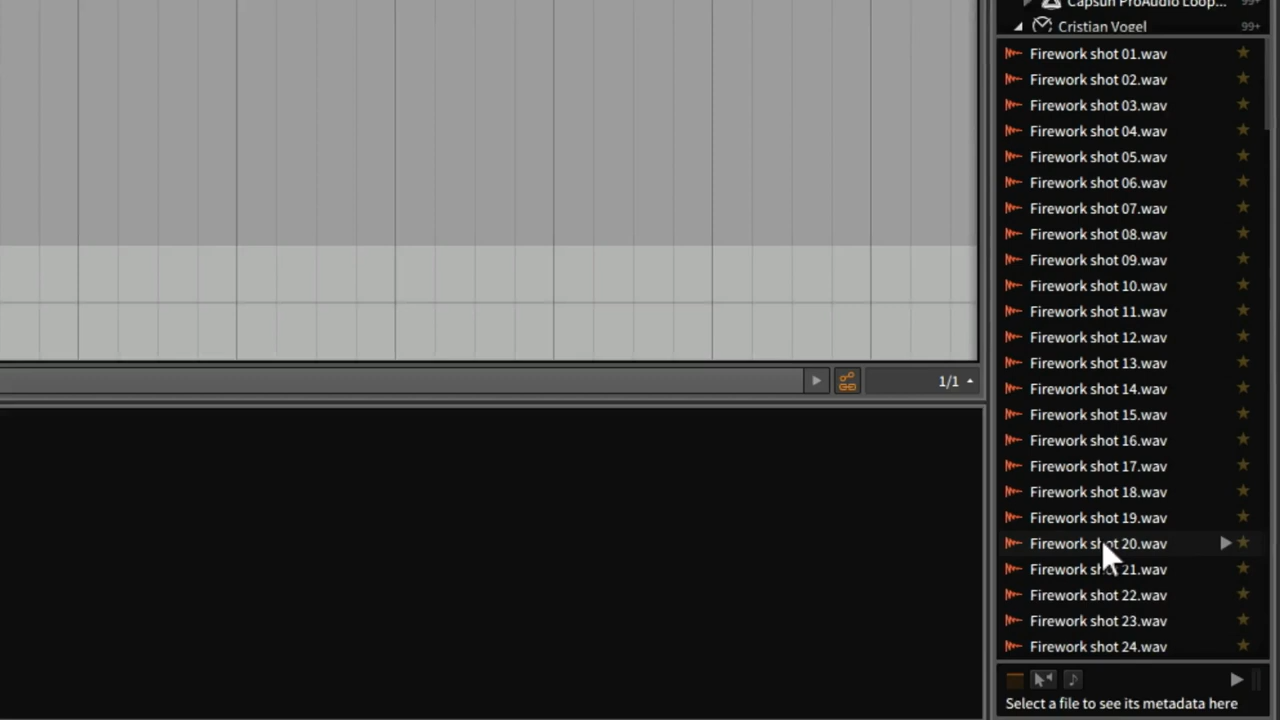 Capsun ProAudio Loop... 99+
Cristian Vogel 99+
Firework shot 01.wav
Firework shot 02.wav
Firework shot 03.wav
Firework shot 04.wav
Firework shot 05.wav
Firework shot 06.wav
Firework shot 07.wav
Firework shot 08.wav
Firework shot 09.wav
Firework shot 10.wav
Firework shot 11.wav
Firework shot 12.wav
Firework shot 13.wav
1/1
Firework shot 14.wav
Firework shot 15.wav
Firework shot 16.wav
Firework shot 17.wav
Firework shot 18.wav
Firework shot 19.wav
Firework shot 20.wav
Firework shot 21.wav
Firework shot 22.wav
Firework shot 23.wav
Firework shot 24.wav
Select a file to see its metadata here